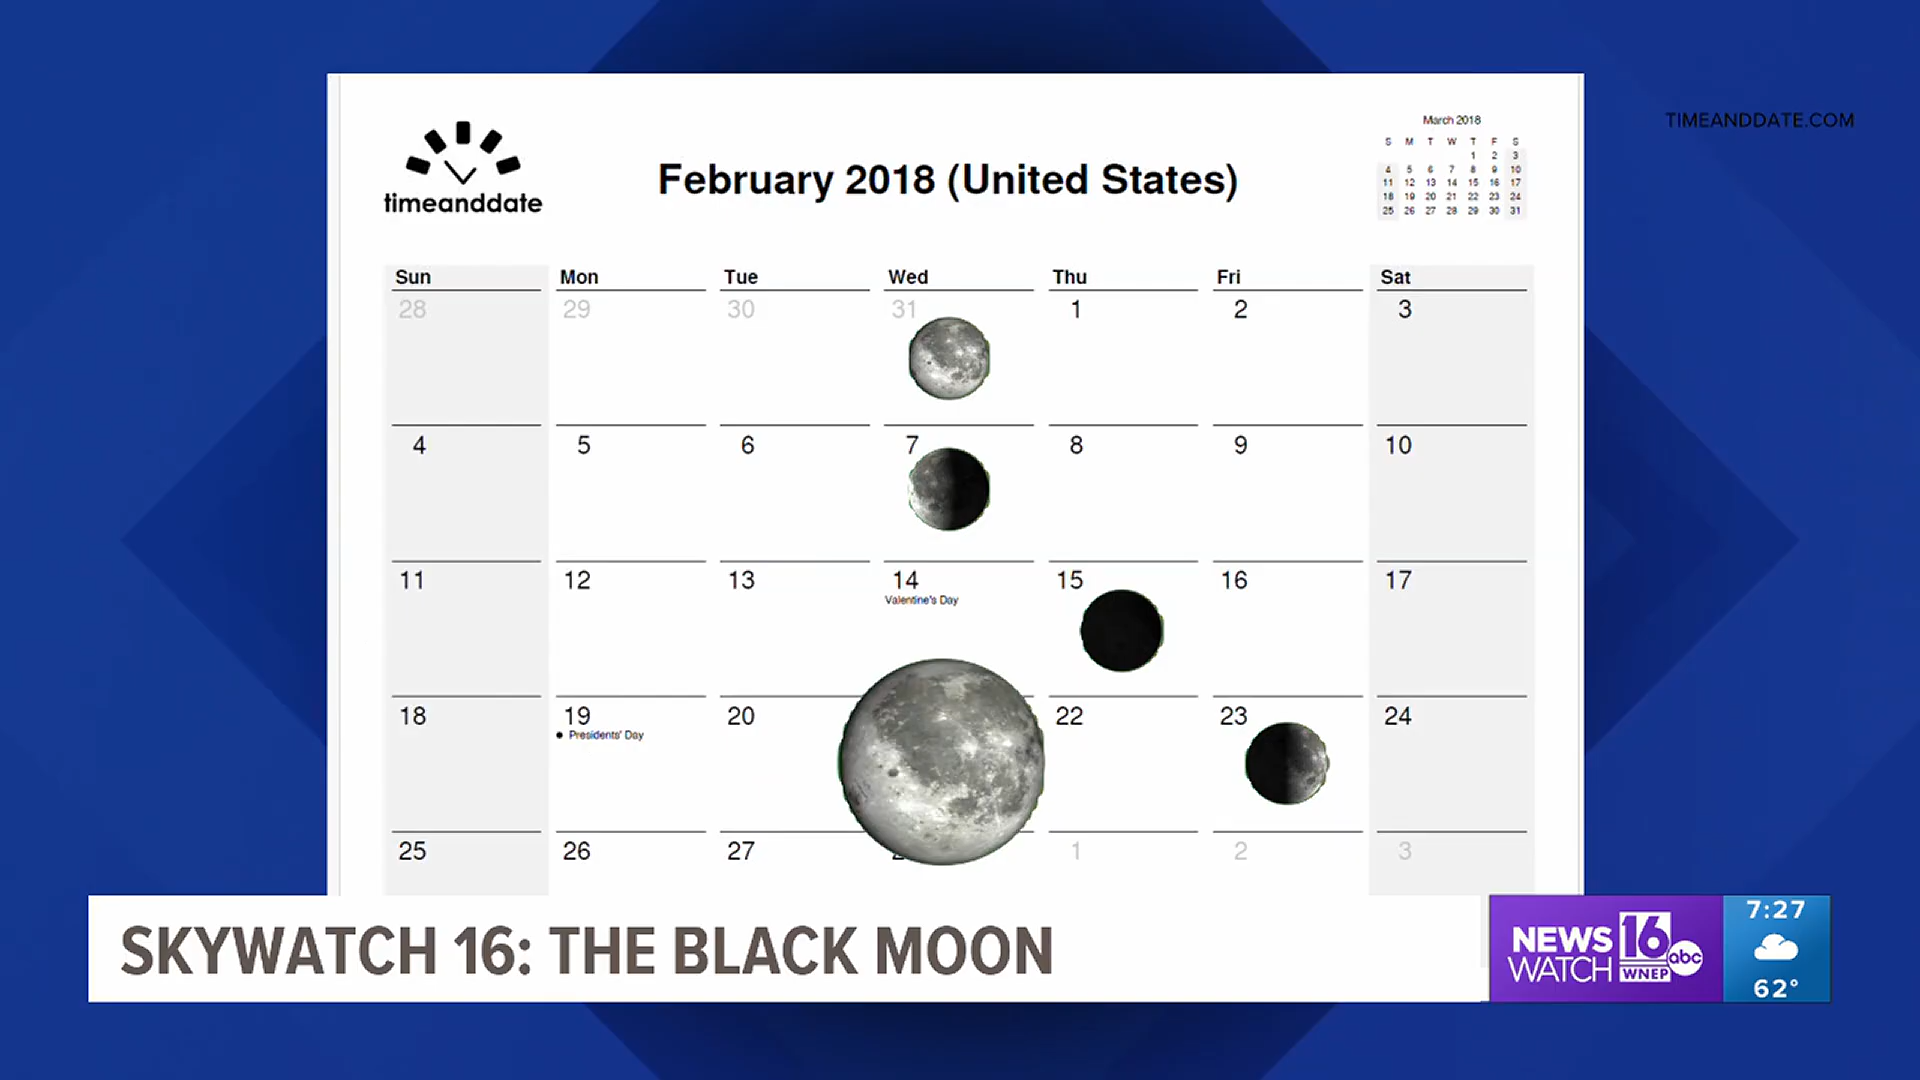 TIMEANDDATE.COM
timeanddate
February 2018 (United States)
March 2018
S M T W T F S
1 2 3
4 5 6 7 8 9 10
11 12 13 14 15 16 17
18 19 20 21 22 23 24
25 26 27 28 29 30 31
Sun Mon Tue Wed Thu Fri Sat
28 29 30 31 1 2 3
4 5 6 7 8 9 10
11 12 13 14 15 16 17
Valentine's Day
18 19 20 22 23 24
Presidents' Day
25 26 27 1 2 3
SKYWATCH 16: THE BLACK MOON
NEWS
WATCH
16
WNEP
abc
7:27
62°